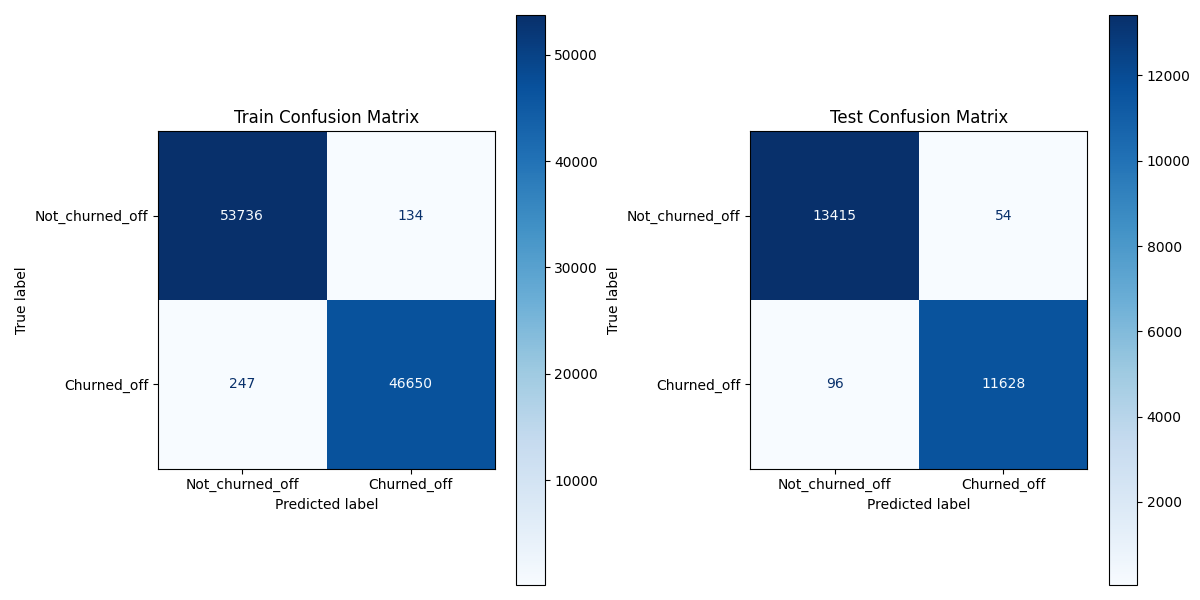 Train Confusion Matrix
True label
Not_churned_off
Churned_off
53736
134
247
46650
Not_churned_off
Churned_off
Predicted label
50000
40000
30000
20000
10000
Test Confusion Matrix
True label
Not_churned_off
Churned_off
13415
54
96
11628
Not_churned_off
Churned_off
Predicted label
12000
10000
8000
6000
4000
2000